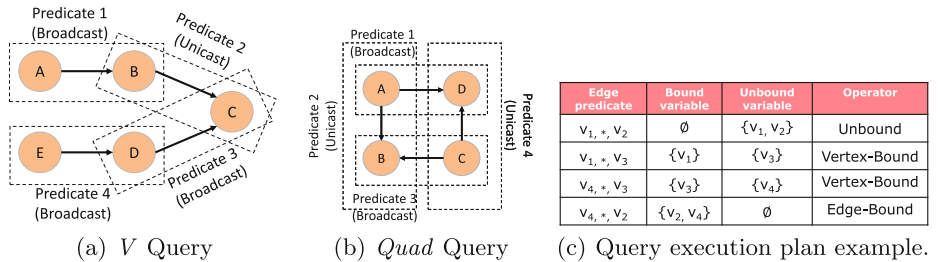 Predicate 1
(Broadcast)
Predicate 2
(Unicast)
A
B
C
E
D
Predicate 3
(Broadcast)
Predicate 4
(Broadcast)
(a) V Query
Predicate 1
(Broadcast)
Predicate 2
(Unicast)
A
D
B
C
Predicate 4
(Unicast)
Predicate 3
(Broadcast)
(b) Quad Query
Edge predicate Bound variable Unbound variable Operator
v1, *, v2 ∅ {v1, v2} Unbound
v1, *, v3 {v1} {v3} Vertex-Bound
v4, *, v3 {v3} {v4} Vertex-Bound
v4, *, v2 {v2, v4} ∅ Edge-Bound
(c) Query execution plan example.